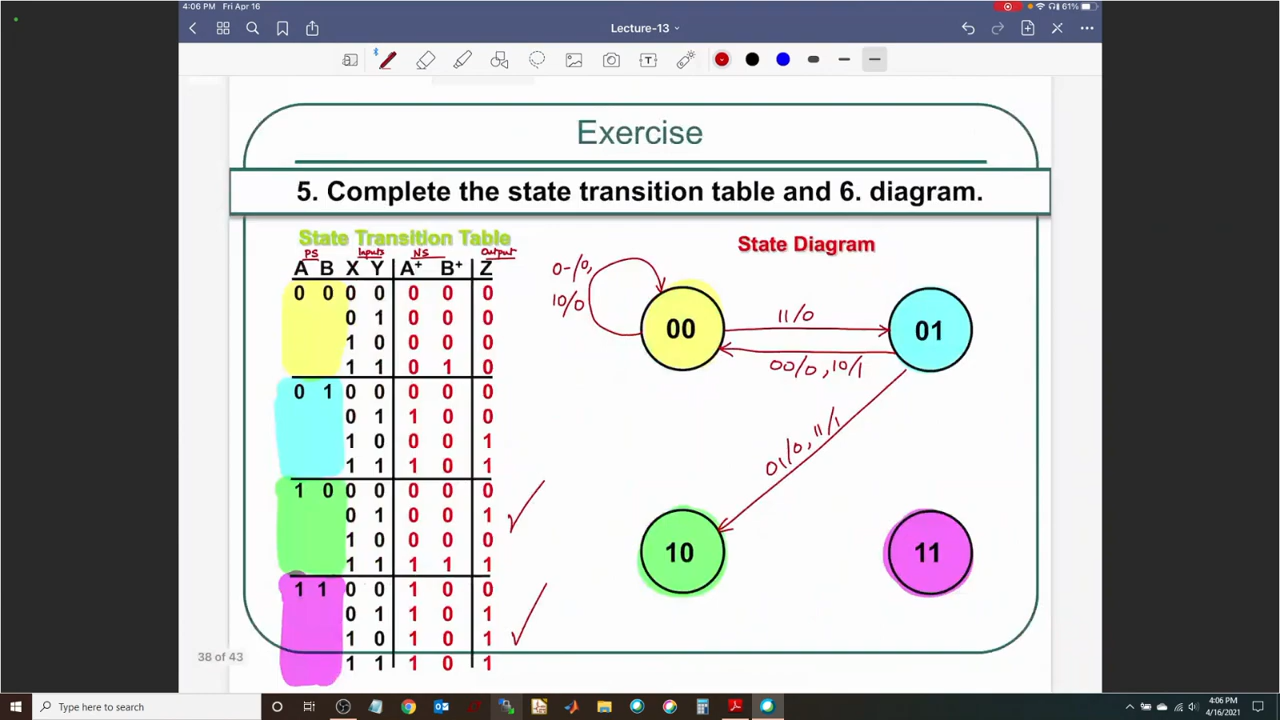 4:06 PM Fri Apr 16
61%
Lecture-13
Exercise
5. Complete the state transition table and 6. diagram.
State Transition Table
State Diagram
PS Inputs NS Output
A B X Y A+ B+ Z
0 0 0 0 0 0 0
0 1 0 0 0
1 0 0 0 0
1 1 0 1 0
0 1 0 0 0 0 0
0 1 1 0 0
1 0 0 0 1
1 1 1 0 1
1 0 0 0 0 0 0
0 1 0 0 1
1 0 0 0 0
1 1 1 1 1
1 1 0 0 1 0 0
0 1 1 0 1
1 0 1 0 1
1 1 1 0 1
0-/0,
10/0
00
11/0
01
00/0, 10/1
01/0, 11/1
10
11
38 of 43
Type here to search
4:06 PM
4/16/2021